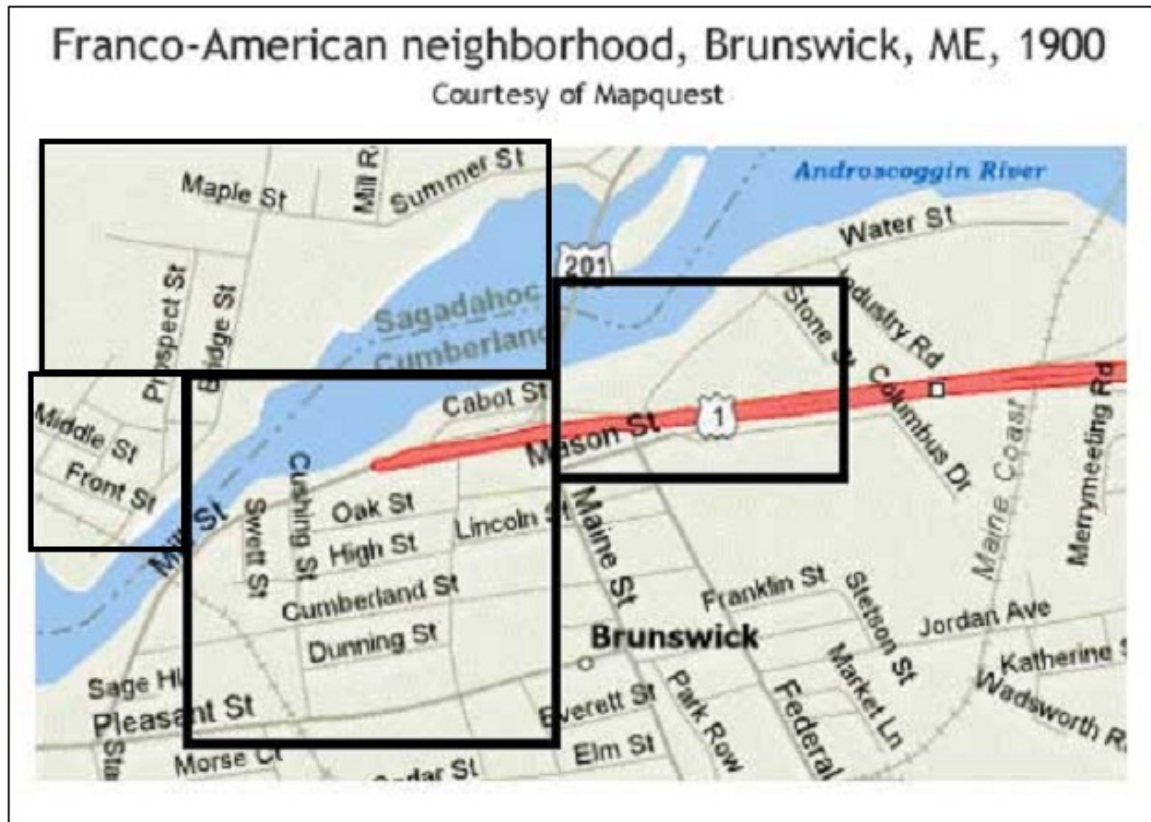 Franco-American neighborhood, Brunswick, ME, 1900
Courtesy of Mapquest
Maple St
Mill R
Summer St
Androscoggin River
Water St
201
Sagadahoc
Cumberland
Prospect St
Bridge St
Stone St
Industry Rd
Columbus Dr
Cabot St
Mason St
1
Middle St
Front St
Mill St
Swett St
Cushing St
Oak St
High St
Lincoln St
Maine St
Maine Coast
Merrymeeting Rd
Cumberland St
Dunning St
Brunswick
Franklin St
Stetson St
Jordan Ave
Katherine S
Wadsworth R
Market Ln
Federal
Park Row
Everett St
Elm St
Sage Hl
Pleasant St
Sta
Morse Ct
Cedar St